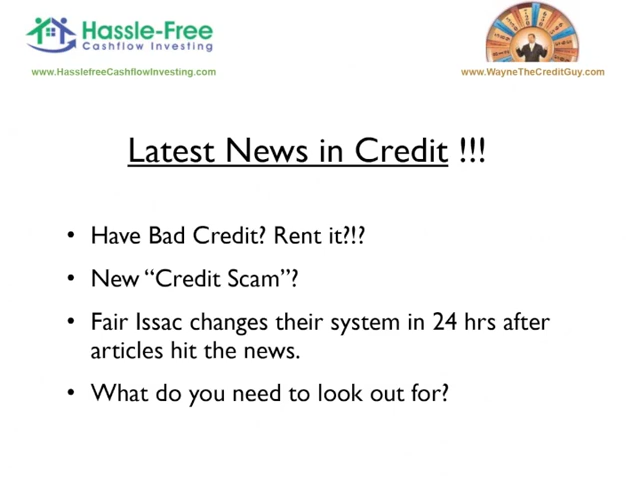 Hassle-Free
Cashflow Investing
www.HasslefreeCashflowInvesting.com
www.WayneTheCreditGuy.com
Latest News in Credit !!!
• Have Bad Credit? Rent it?!?
• New “Credit Scam”?
• Fair Issac changes their system in 24 hrs after
articles hit the news.
• What do you need to look out for?